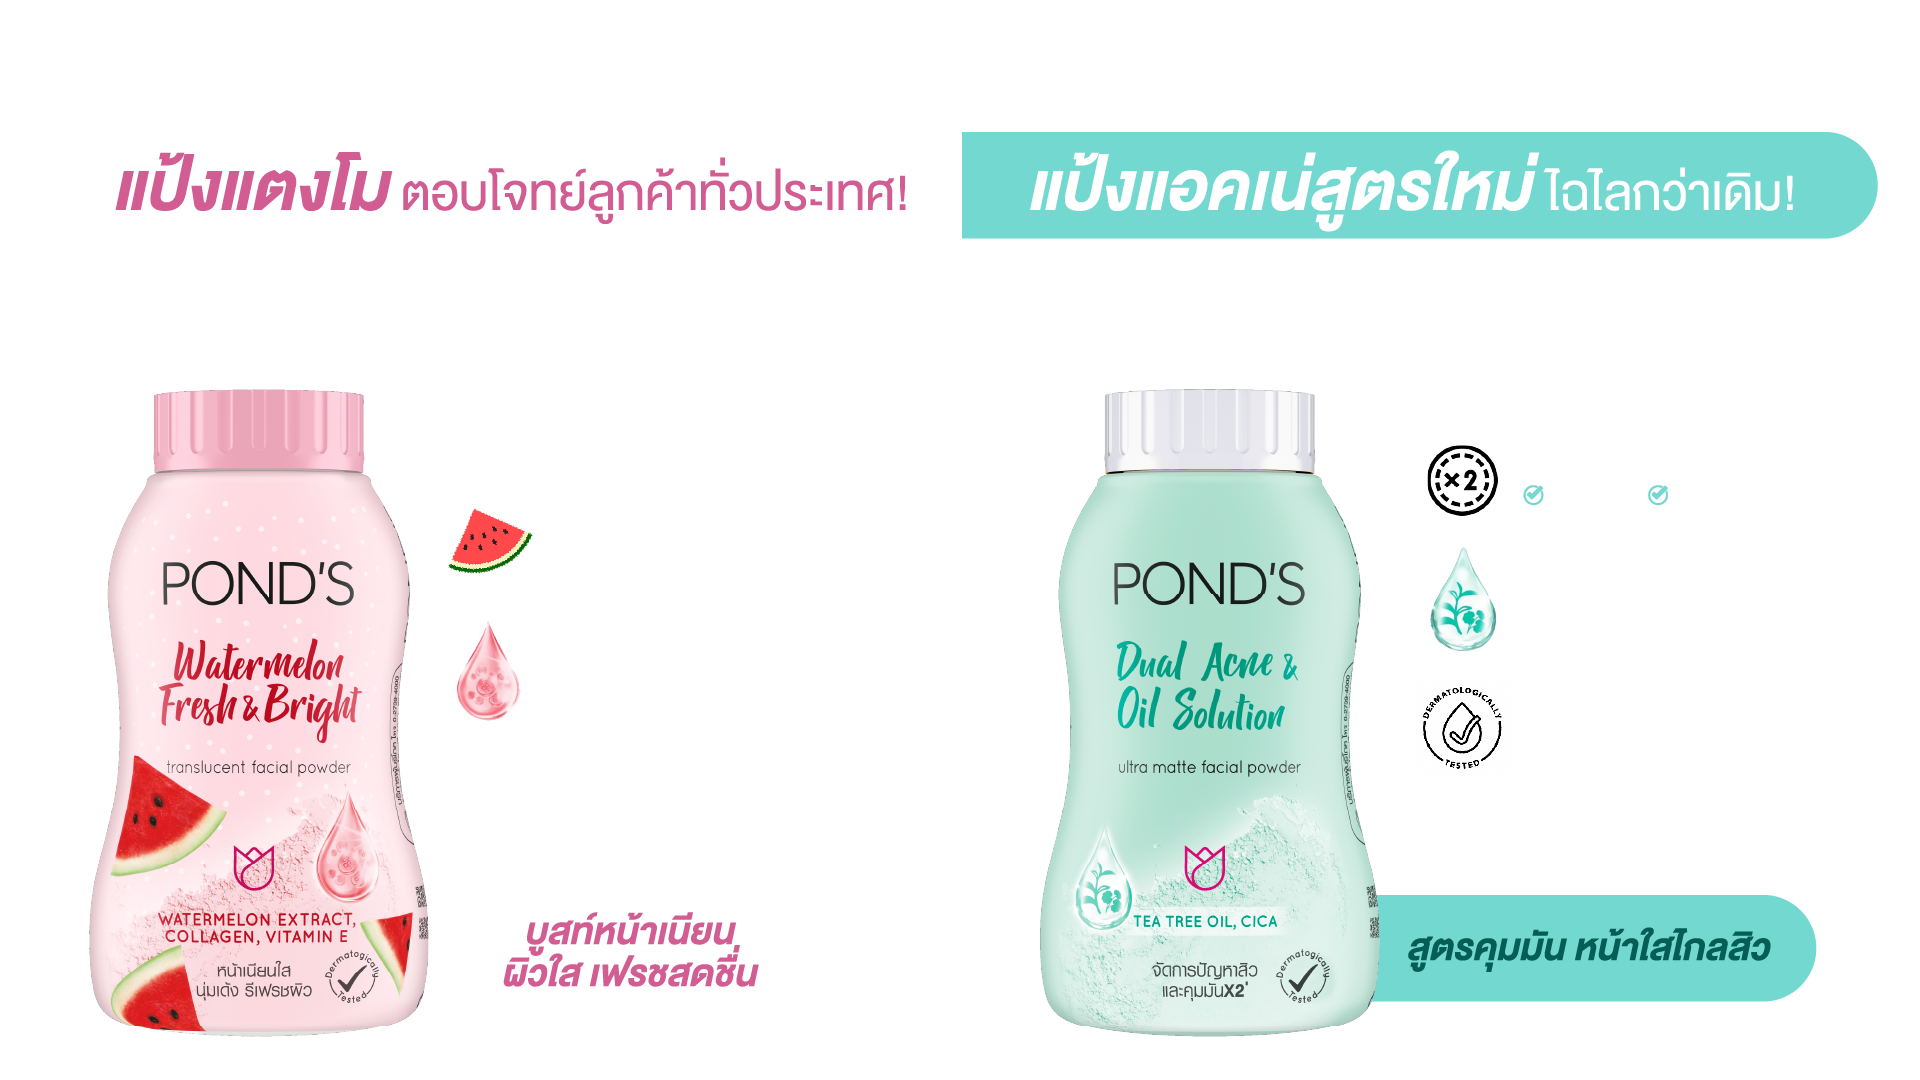 แป้งแตงโม ตอบโจทย์ลูกค้าทั่วประเทศ!
แป้งแอคเน่สูตรใหม่ ไฉไลกว่าเดิม!
POND'S
Watermelon
Fresh & Bright
translucent facial powder
WATERMELON EXTRACT,
COLLAGEN, VITAMIN E
หน้าเนียนใส
นุ่มเด้ง รีเฟรชผิว
Dermatologically
Tested
บูสท์หน้าเนียน
ผิวใส เฟรชสดชื่น
POND'S
Dual Acne &
Oil Solution
ultra matte facial powder
TEA TREE OIL, CICA
จัดการปัญหาสิว
และคุมมันX2
Dermatologically
Tested
×2
DERMATOLOGICALLY
TESTED
สูตรคุมมัน หน้าใสไกลสิว